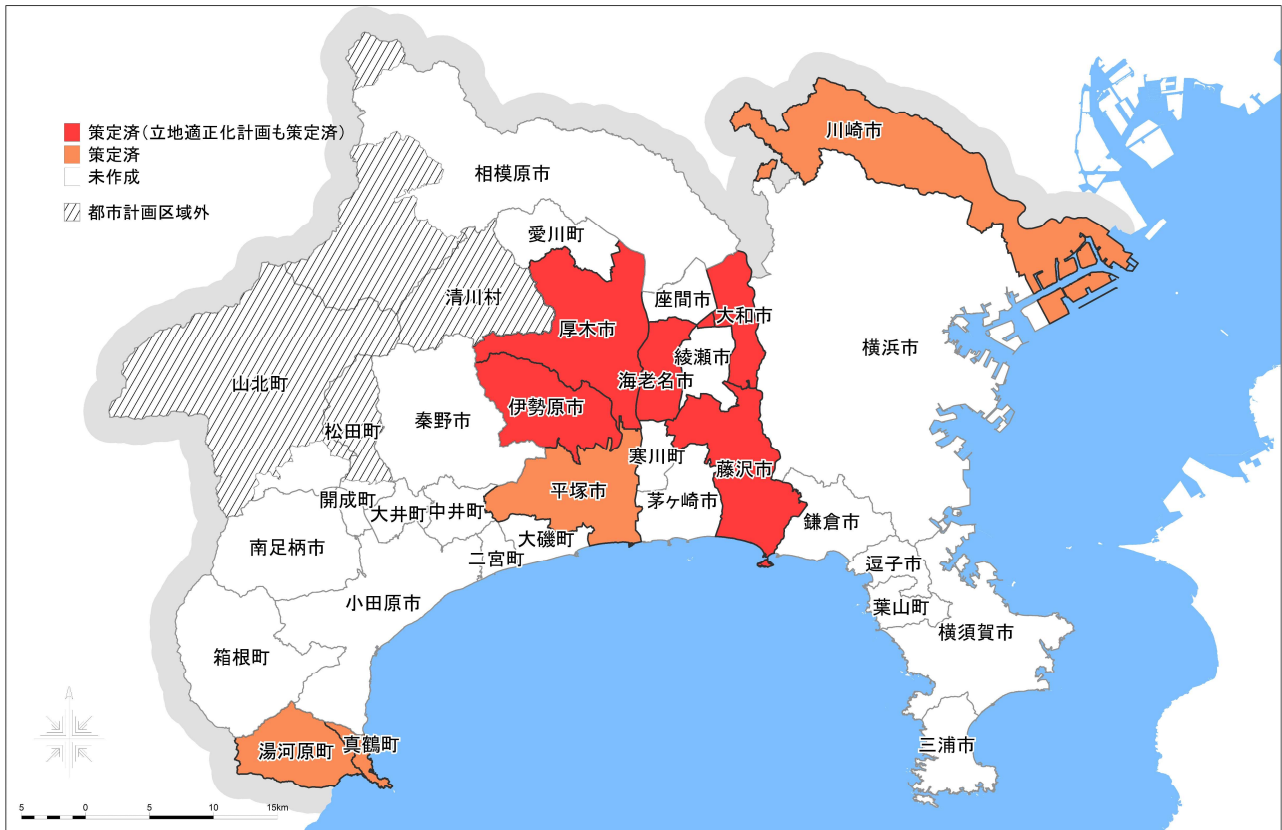 策定済(立地適正化計画も策定済)
策定済
未作成
都市計画区域外
川崎市
相模原市
愛川町
清川村
座間市
厚木市
大和市
横浜市
綾瀬市
海老名市
山北町
伊勢原市
秦野市
松田町
寒川町
藤沢市
平塚市
開成町
大井町
中井町
茅ヶ崎市
鎌倉市
大磯町
南足柄市
二宮町
逗子市
小田原市
葉山町
横須賀市
箱根町
真鶴町
湯河原町
三浦市
5 0 5 10 15km